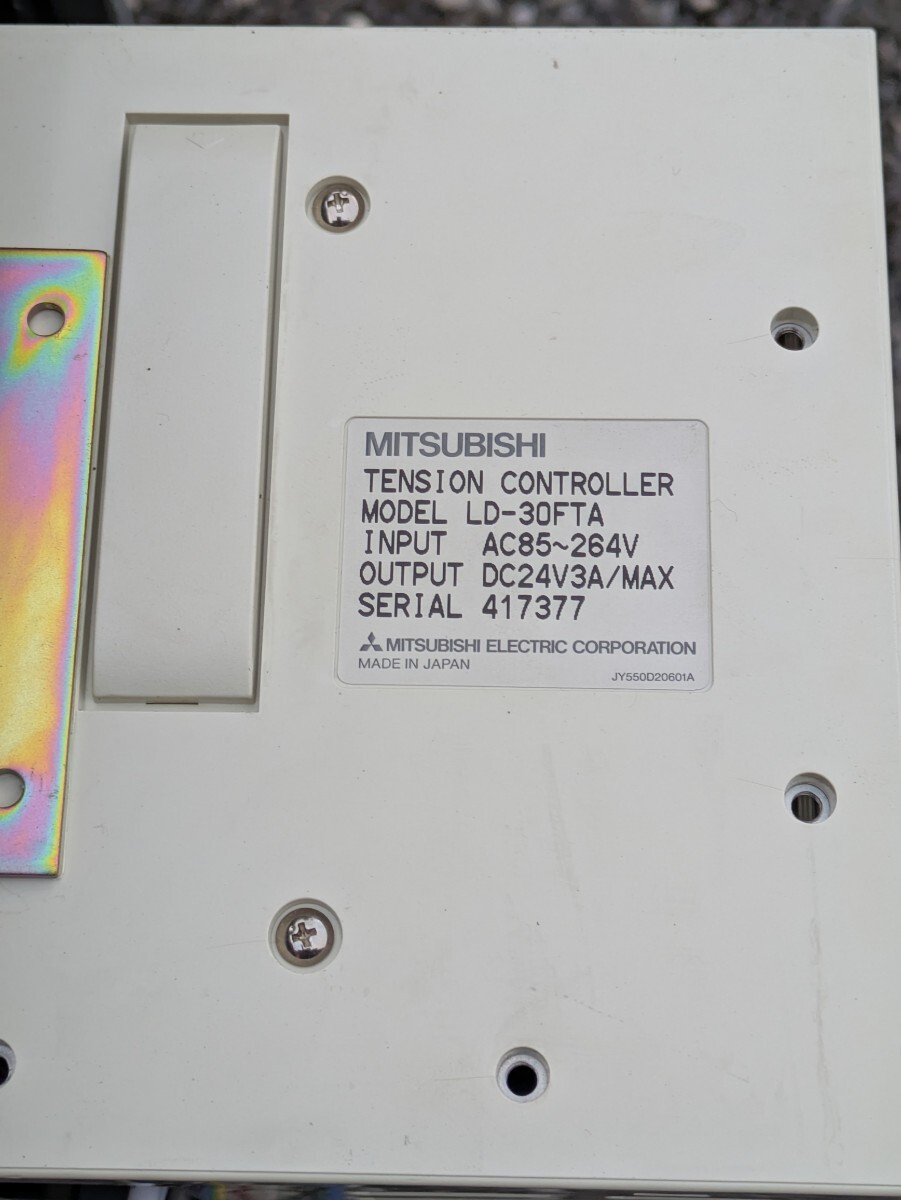 MITSUBISHI
TENSION CONTROLLER
MODEL LD-30FTA
INPUT AC85~264V
OUTPUT DC24V3A/MAX
SERIAL 417377
MITSUBISHI ELECTRIC CORPORATION
MADE IN JAPAN
JY550D20601A